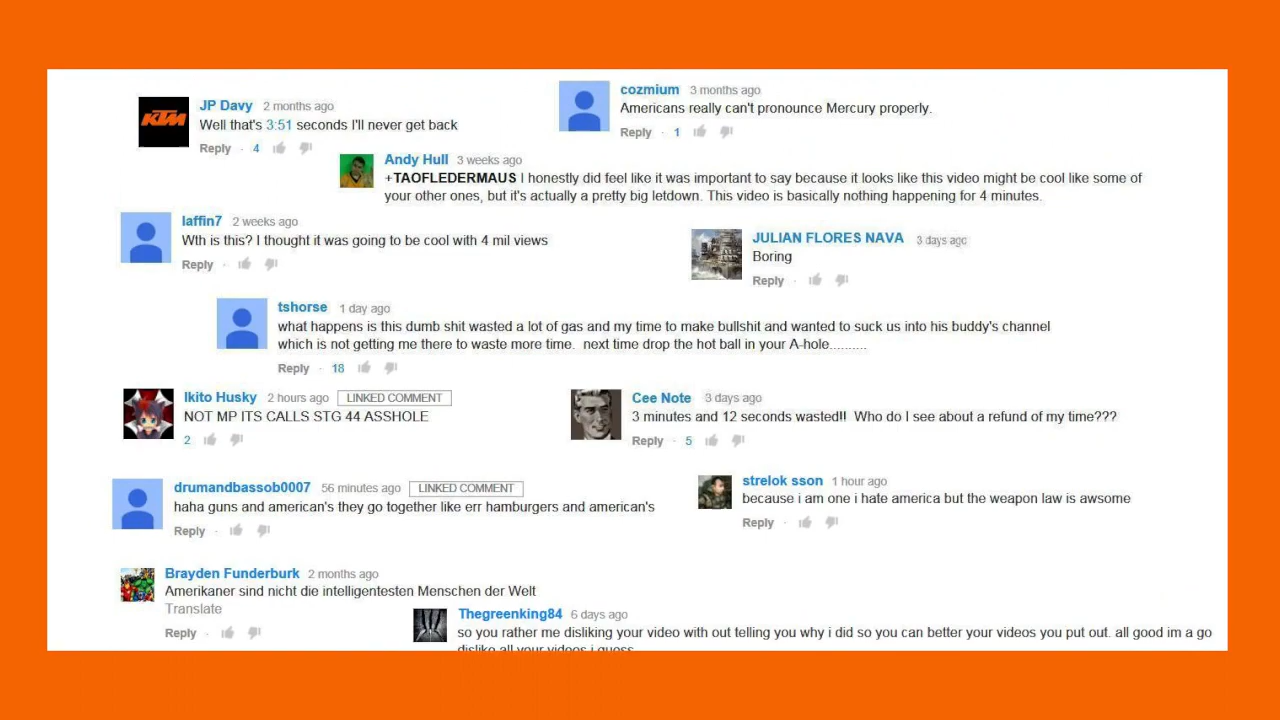 JP Davy 2 months ago
Well that's 3:51 seconds I'll never get back
Reply · 4
cozmium 3 months ago
Americans really can't pronounce Mercury properly.
Reply · 1
Andy Hull 3 weeks ago
+TAOFLEDERMAUS I honestly did feel like it was important to say because it looks like this video might be cool like some of
your other ones, but it's actually a pretty big letdown. This video is basically nothing happening for 4 minutes.
laffin7 2 weeks ago
Wth is this? I thought it was going to be cool with 4 mil views
Reply ·
JULIAN FLORES NAVA 3 days ago
Boring
Reply ·
tshorse 1 day ago
what happens is this dumb shit wasted a lot of gas and my time to make bullshit and wanted to suck us into his buddy's channel
which is not getting me there to waste more time. next time drop the hot ball in your A-hole..........
Reply · 18
Ikito Husky 2 hours ago LINKED COMMENT
NOT MP ITS CALLS STG 44 ASSHOLE
2
Cee Note 3 days ago
3 minutes and 12 seconds wasted!! Who do I see about a refund of my time???
Reply · 5
drumandbassob0007 56 minutes ago LINKED COMMENT
haha guns and american's they go together like err hamburgers and american's
Reply ·
strelok sson 1 hour ago
because i am one i hate america but the weapon law is awsome
Reply ·
Brayden Funderburk 2 months ago
Amerikaner sind nicht die intelligentesten Menschen der Welt
Translate
Reply ·
Thegreenking84 6 days ago
so you rather me disliking your video with out telling you why i did so you can better your videos you put out. all good im a go
dislike all your videos i guess
KTM